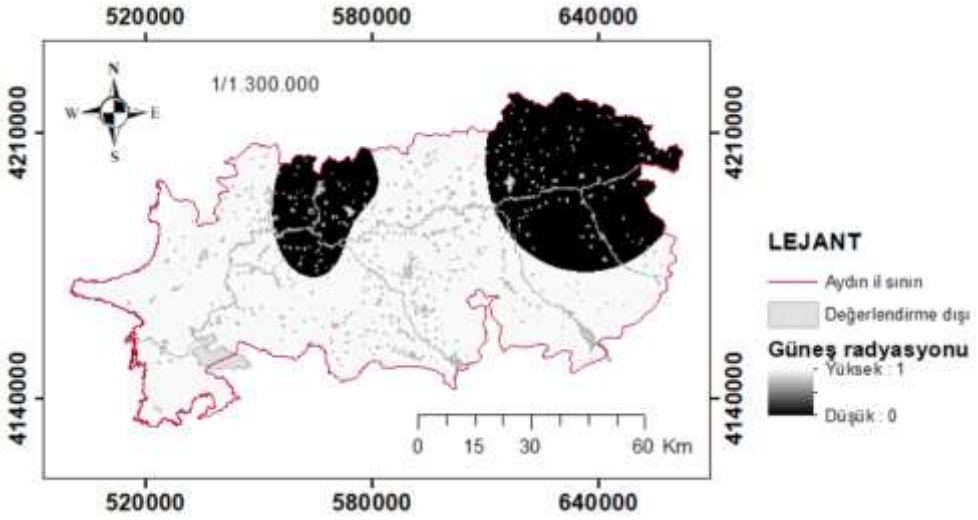 520000 580000 640000
N
W E
S
1/1.300.000
4210000 4210000
4140000 4140000
LEJANT
Aydın il sınırı
Değerlendirme dışı
Güneş radyasyonu
Yüksek : 1
Düşük : 0
0 15 30 60 Km
520000 580000 640000